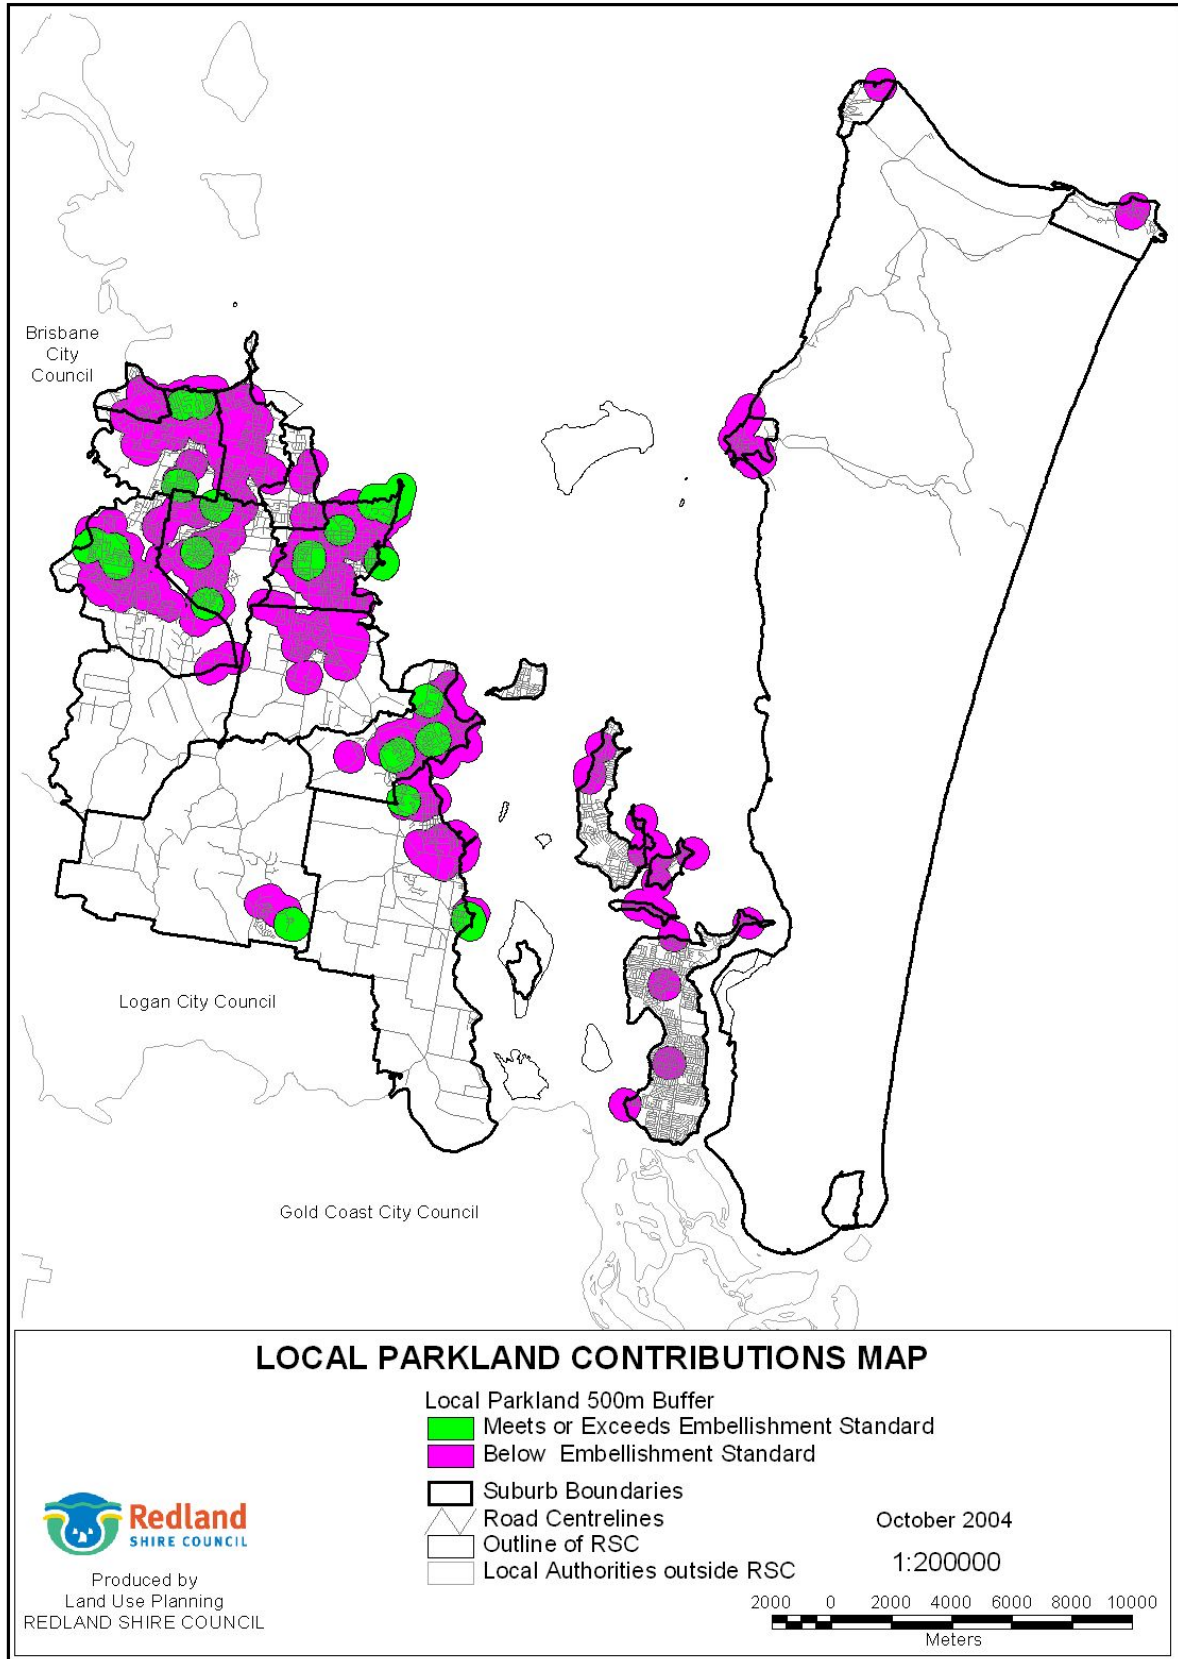 Brisbane
City
Council
Logan City Council
Gold Coast City Council
LOCAL PARKLAND CONTRIBUTIONS MAP
Local Parkland 500m Buffer
Meets or Exceeds Embellishment Standard
Below Embellishment Standard
Suburb Boundaries
Road Centrelines
Outline of RSC
Local Authorities outside RSC
Redland
SHIRE COUNCIL
Produced by
Land Use Planning
REDLAND SHIRE COUNCIL
October 2004
1:200000
2000 0 2000 4000 6000 8000 10000
Meters